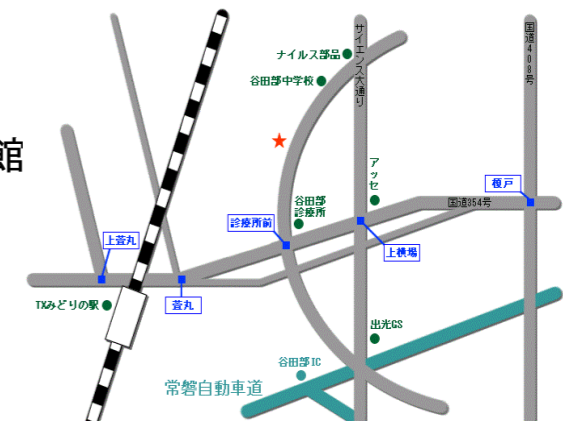 館
ナイルス部品
谷田部中学校
サイエンス大通り
国道408号
アッセ
榎戸
国道354号
谷田部
診療所
診療所前
上横場
上萱丸
TXみどりの駅
萱丸
出光GS
谷田部IC
常磐自動車道